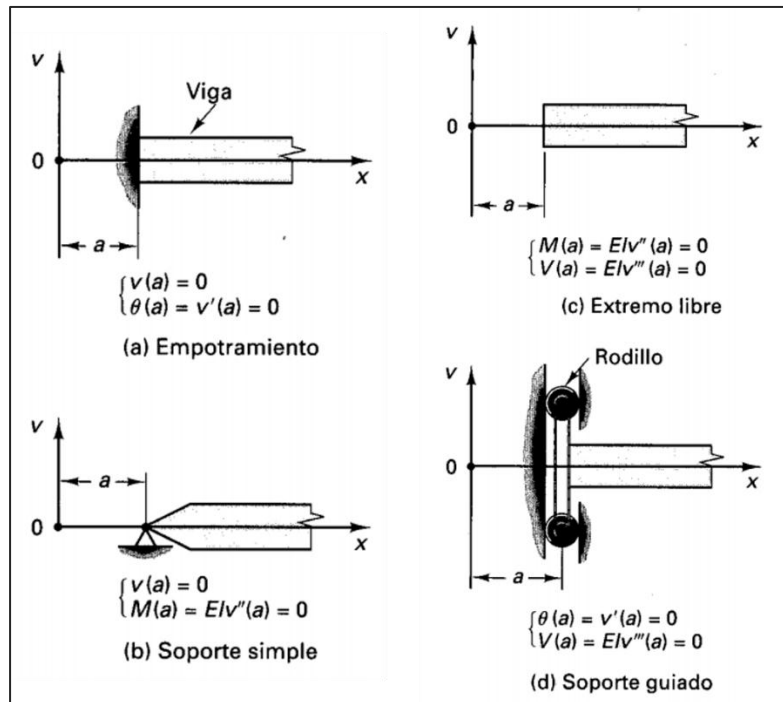 v
Viga
0
x
a
{v(a) = 0
θ(a) = v′(a) = 0
(a) Empotramiento
v
a
0
x
{v(a) = 0
M(a) = EIv″(a) = 0
(b) Soporte simple
v
0
x
a
{M(a) = EIv″(a) = 0
V(a) = EIv‴(a) = 0
(c) Extremo libre
v
Rodillo
0
x
a
{θ(a) = v′(a) = 0
V(a) = EIv‴(a) = 0
(d) Soporte guiado